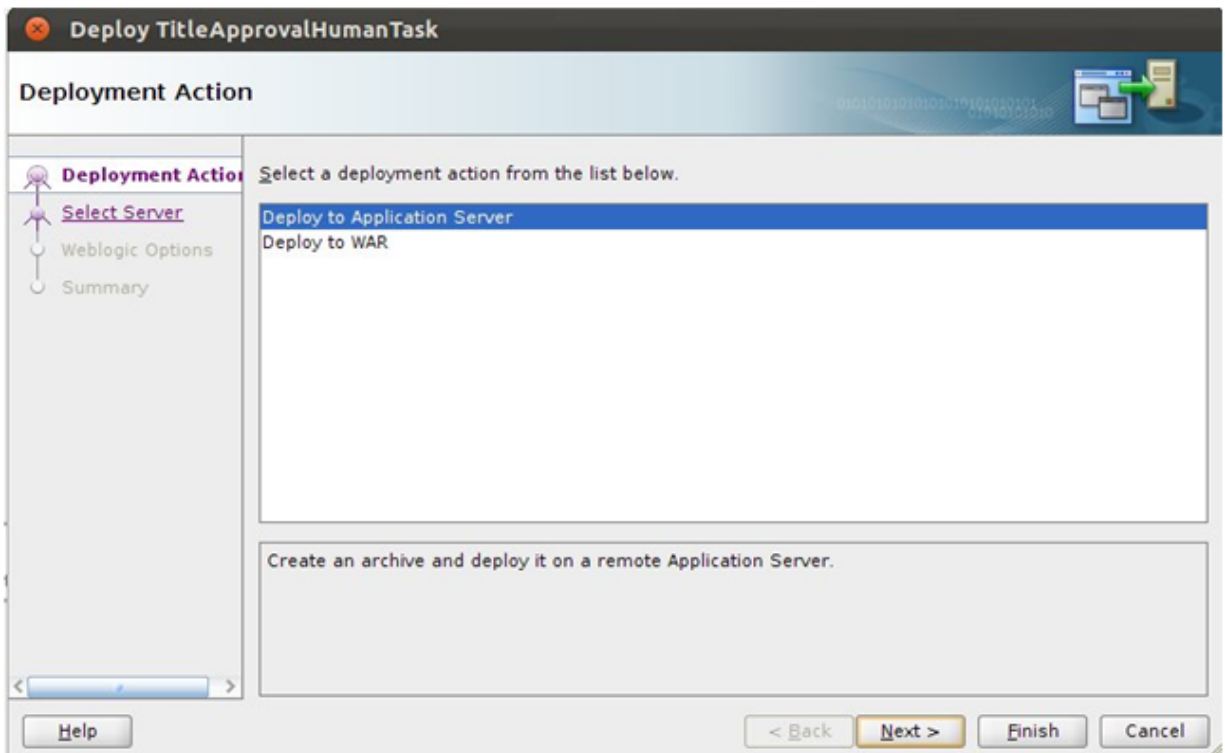 Deploy TitleApprovalHumanTask
Deployment Action
Deployment Action
Select Server
Weblogic Options
Summary
Select a deployment action from the list below.
Deploy to Application Server
Deploy to WAR
Create an archive and deploy it on a remote Application Server.
Help
< Back
Next >
Finish
Cancel